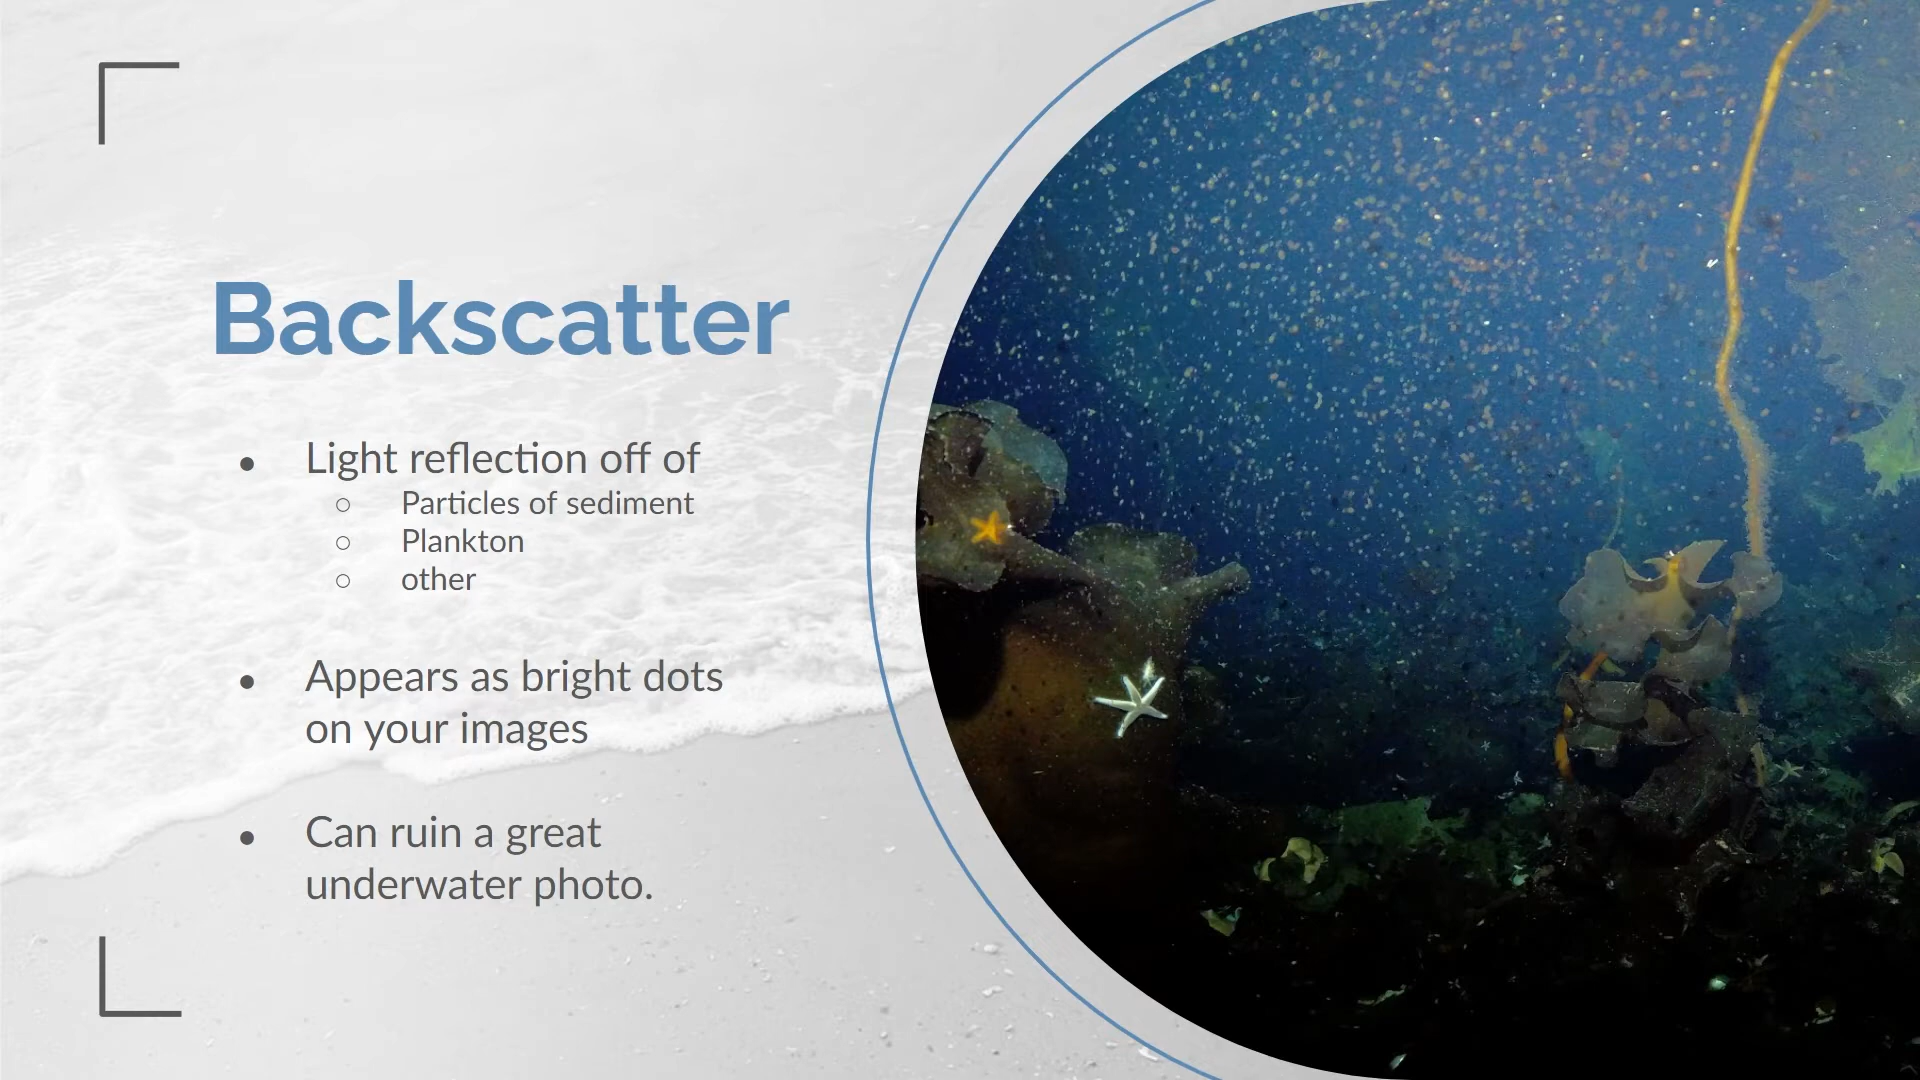 Backscatter
● Light reflection off of
○ Particles of sediment
○ Plankton
○ other
● Appears as bright dots
on your images
● Can ruin a great
underwater photo.